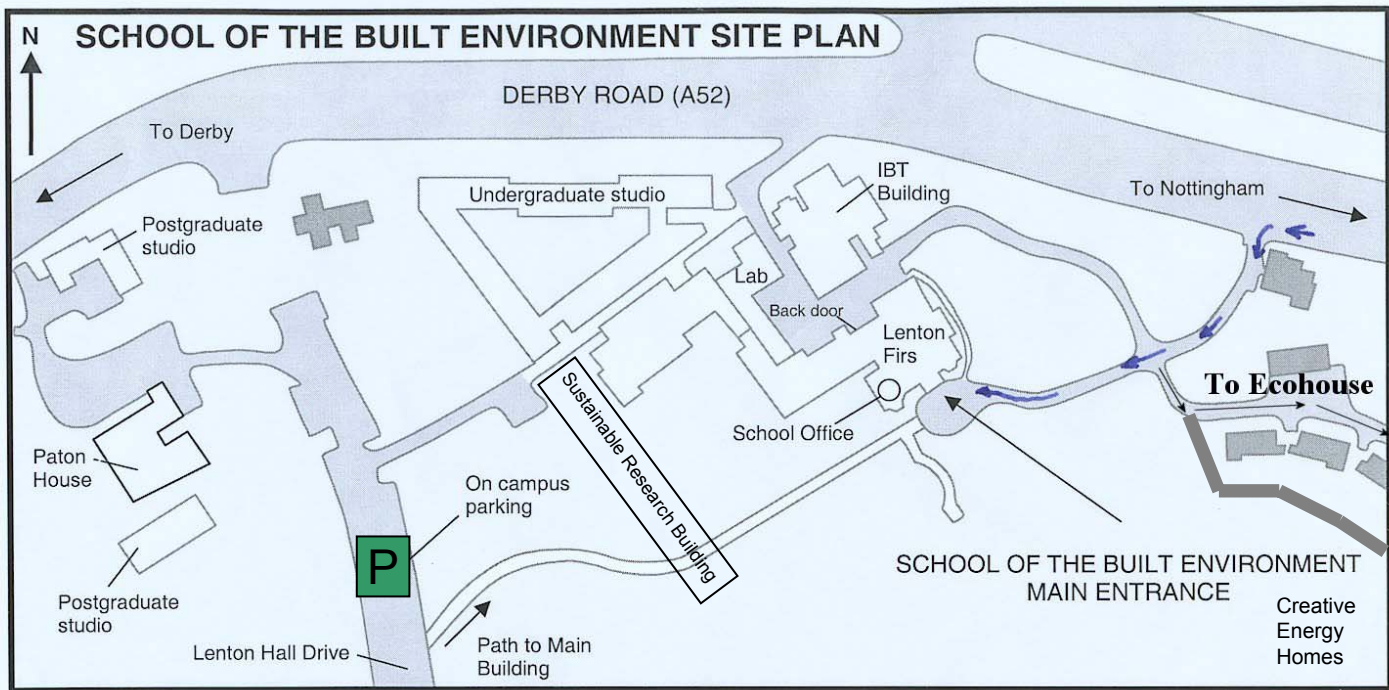 N
SCHOOL OF THE BUILT ENVIRONMENT SITE PLAN
DERBY ROAD (A52)
To Derby
IBT
Building
Undergraduate studio
To Nottingham
Postgraduate
studio
Lab
Back door
Lenton
Firs
To Ecohouse
Sustainable Research Building
School Office
Paton
House
On campus
parking
P
SCHOOL OF THE BUILT ENVIRONMENT
MAIN ENTRANCE
Creative
Energy
Homes
Postgraduate
studio
Lenton Hall Drive
Path to Main
Building